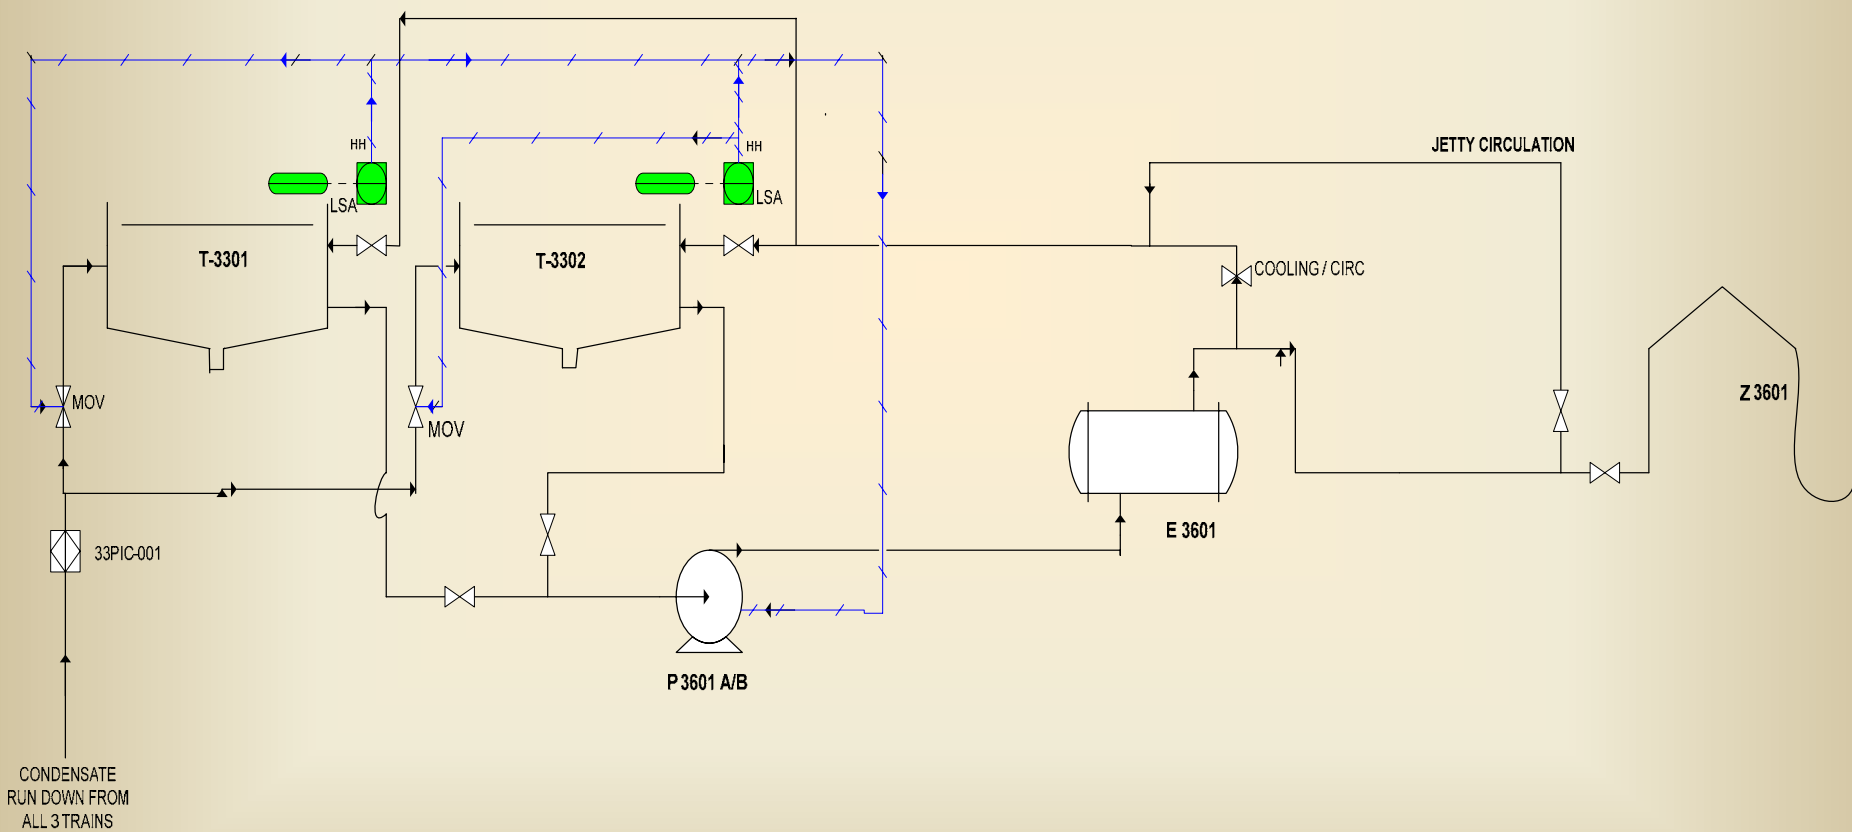 JETTY CIRCULATION
HH
HH
LSA
LSA
T-3301
T-3302
COOLING / CIRC
MOV
MOV
Z 3601
E 3601
33PIC-001
P 3601 A/B
CONDENSATE
RUN DOWN FROM
ALL 3 TRAINS